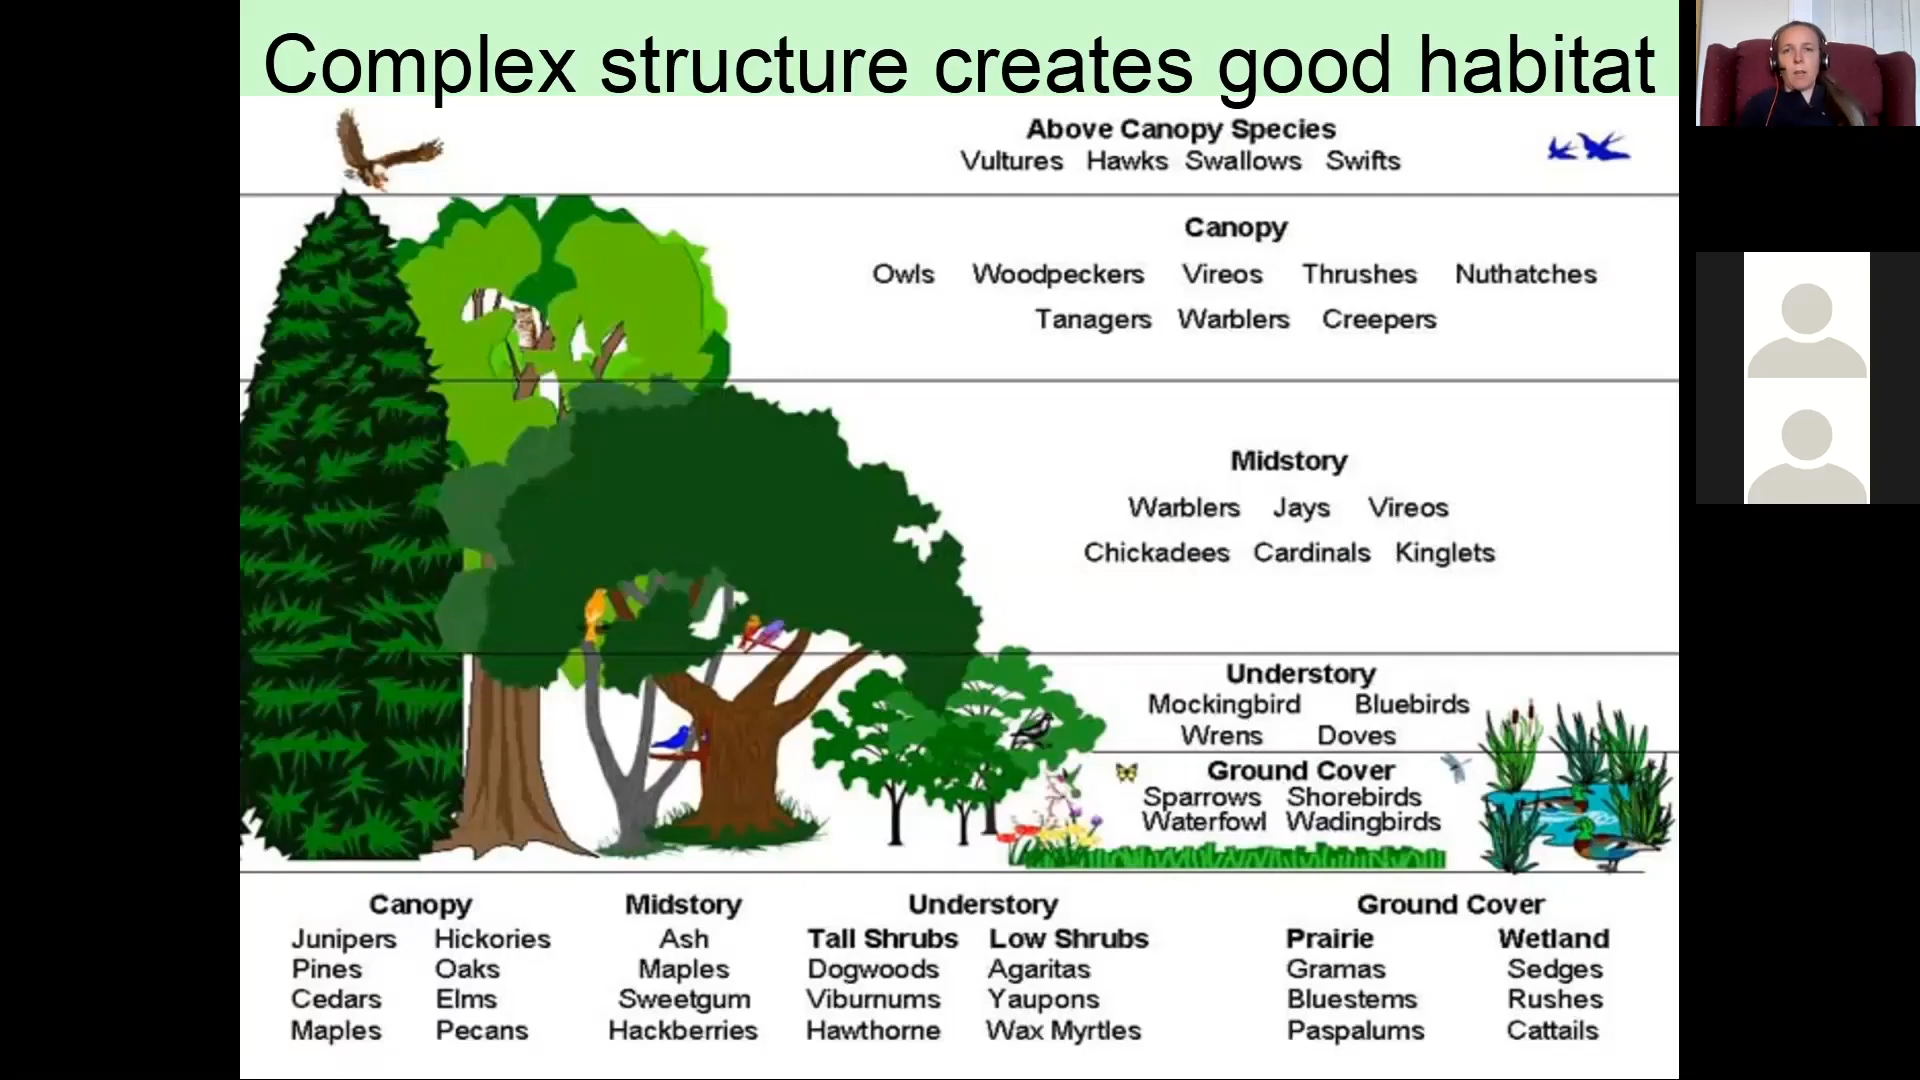 Complex structure creates good habitat
Above Canopy Species
Vultures Hawks Swallows Swifts
Canopy
Owls Woodpeckers Vireos Thrushes Nuthatches
Tanagers Warblers Creepers
Midstory
Warblers Jays Vireos
Chickadees Cardinals Kinglets
Understory
Mockingbird Bluebirds
Wrens Doves
Ground Cover
Sparrows Shorebirds
Waterfowl Wadingbirds
Canopy Midstory Understory Ground Cover
Junipers Hickories Ash Tall Shrubs Low Shrubs Prairie Wetland
Pines Oaks Maples Dogwoods Agaritas Gramas Sedges
Cedars Elms Sweetgum Viburnums Yaupons Bluestems Rushes
Maples Pecans Hackberries Hawthorne Wax Myrtles Paspalums Cattails